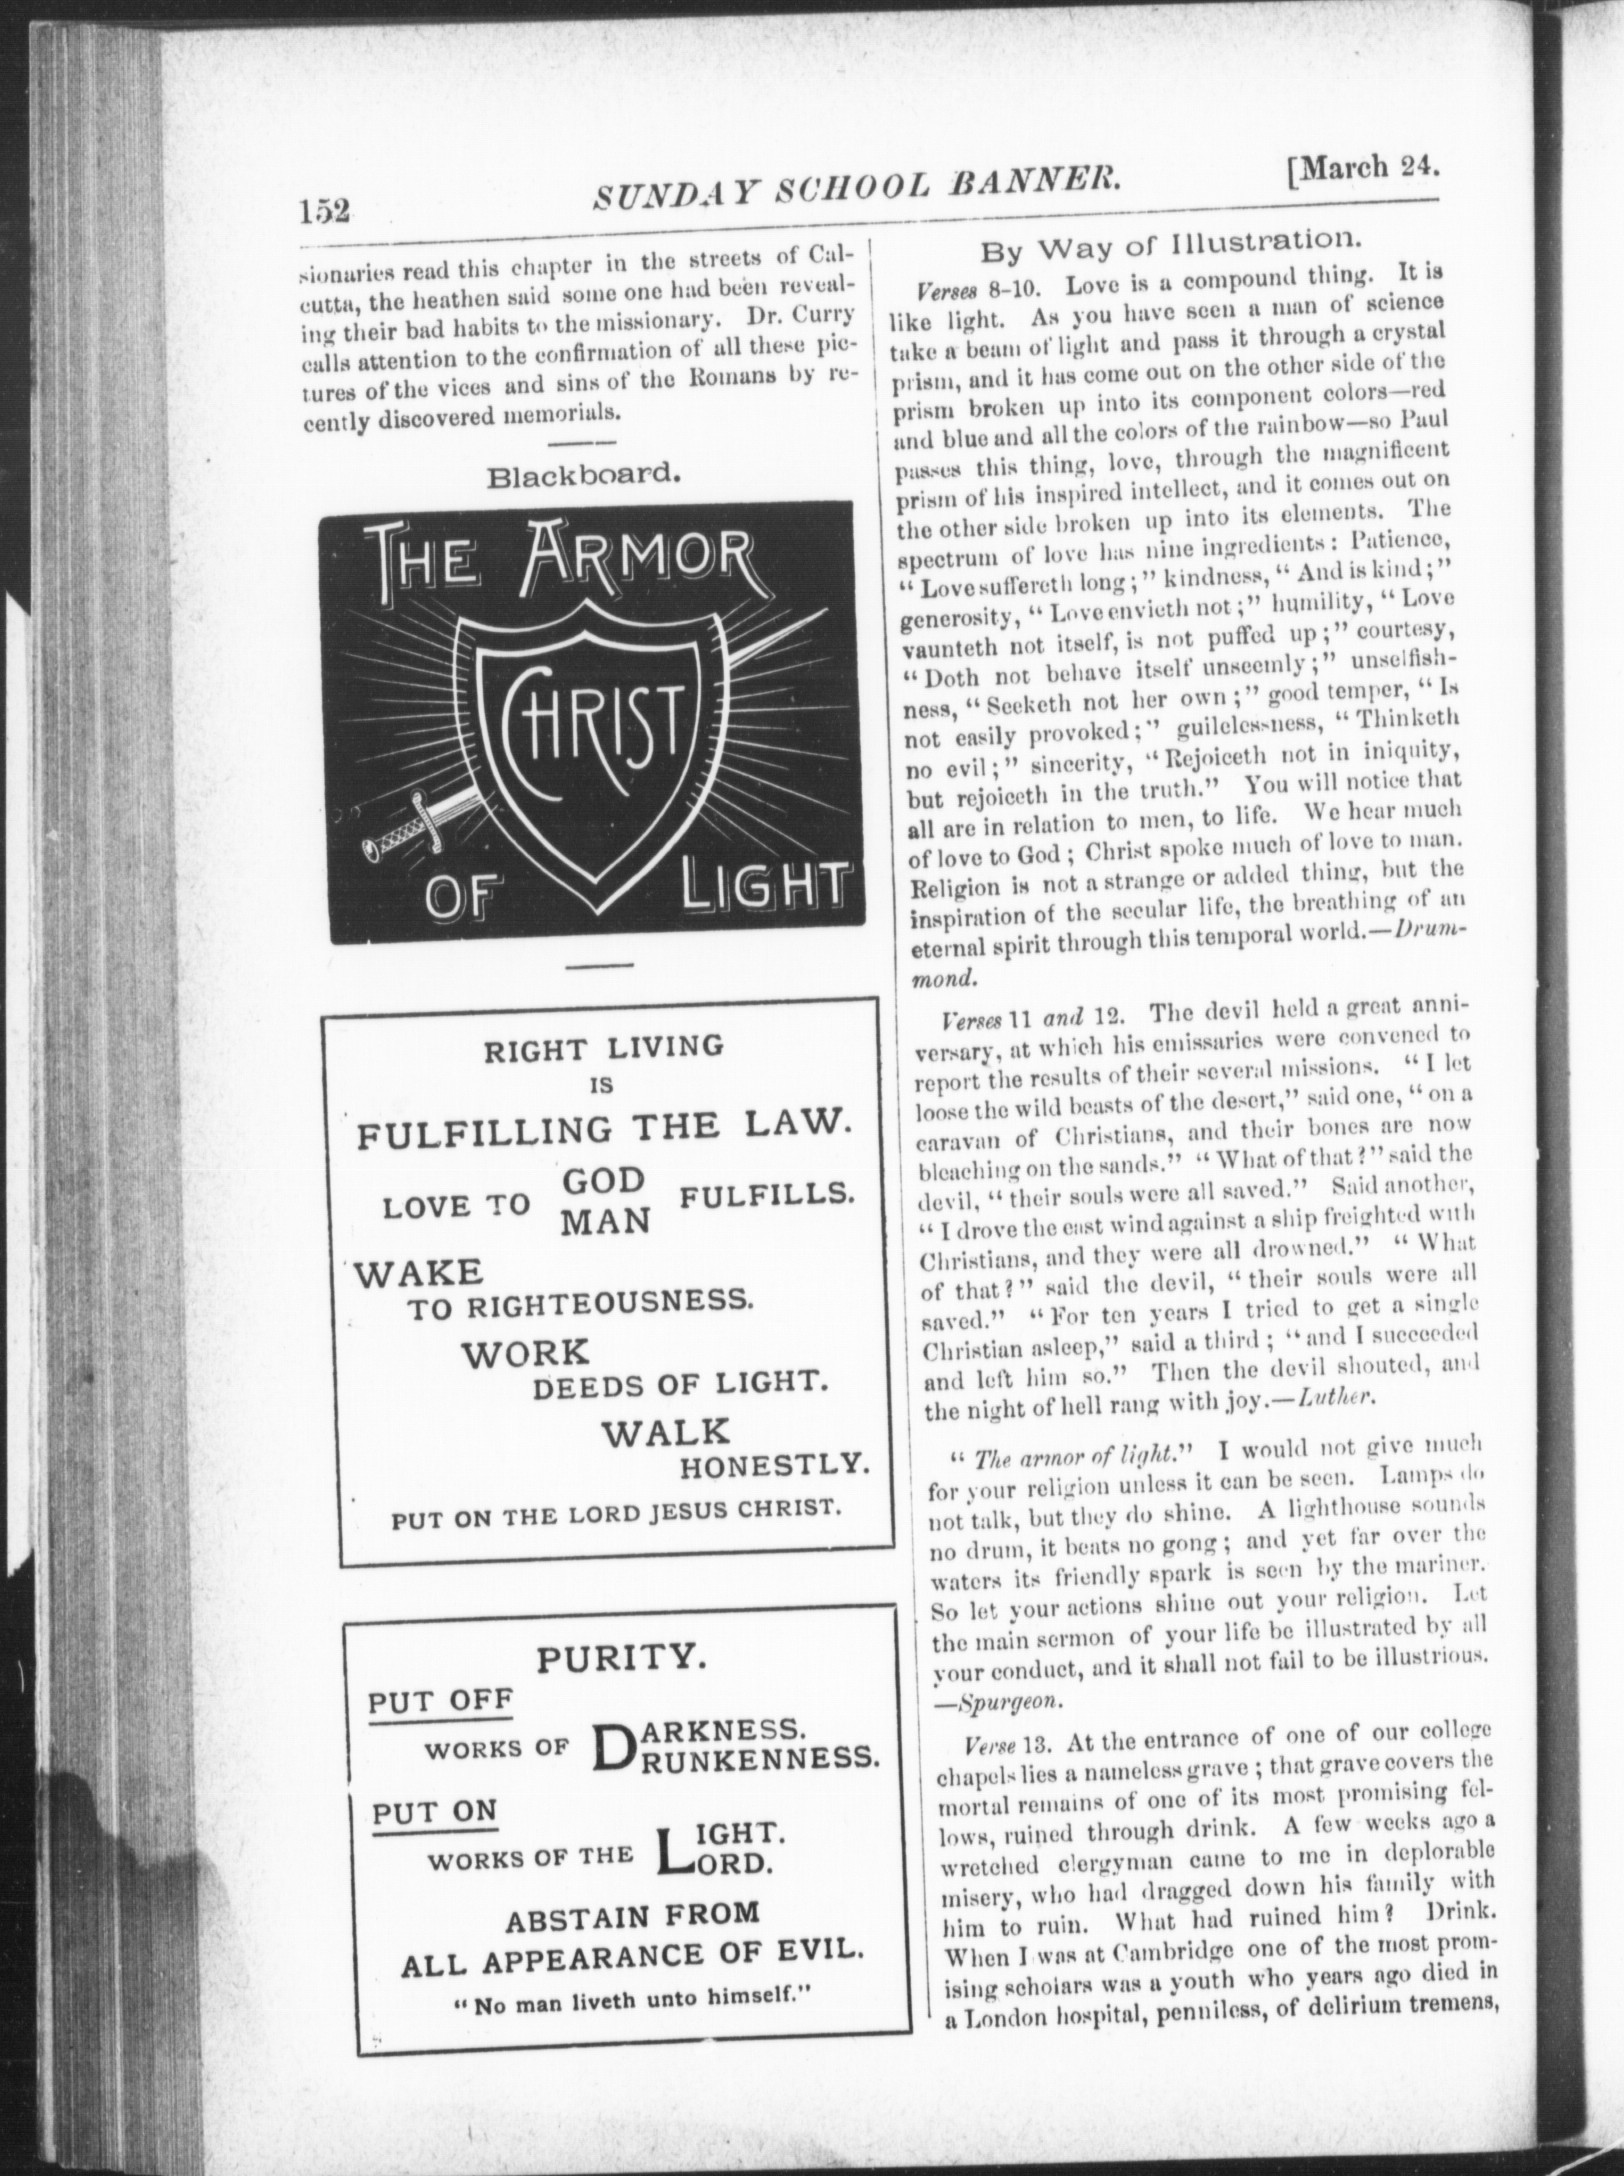 152
SUNDAY SCHOOL BANNER.
[March 24.
sionaries read this chapter in the streets of Cal-
cutta, the heathen said some one had been reveal-
ing their bad habits to the missionary. Dr. Curry
calls attention to the confirmation of all these pic-
tures of the vices and sins of the Romans by re-
cently discovered memorials.
Blackboard.
THE ARMOR
CHRIST
OF LIGHT
RIGHT LIVING
IS
FULFILLING THE LAW.
LOVE TO GOD MAN FULFILLS.
WAKE
TO RIGHTEOUSNESS.
WORK
DEEDS OF LIGHT.
WALK
HONESTLY.
PUT ON THE LORD JESUS CHRIST.
PURITY.
PUT OFF
WORKS OF DARKNESS.
DRUNKENNESS.
PUT ON
WORKS OF THE LIGHT.
LORD.
ABSTAIN FROM
ALL APPEARANCE OF EVIL.
"No man liveth unto himself."
By Way of Illustration.
Verses 8-10. Love is a compound thing. It is
like light. As you have seen a man of science
take a beam of light and pass it through a crystal
prism, and it has come out on the other side of the
prism broken up into its component colors—red
and blue and all the colors of the rainbow—so Paul
passes this thing, love, through the magnificent
prism of his inspired intellect, and it comes out on
the other side broken up into its elements. The
spectrum of love has nine ingredients: Patience,
"Love suffereth long;" kindness, "And is kind;"
generosity, "Love envieth not;" humility, "Love
vaunteth not itself, is not puffed up;" courtesy,
"Doth not behave itself unseemly;" unselfish-
ness, "Seeketh not her own;" good temper, "Is
not easily provoked;" guilelessness, "Thinketh
no evil;" sincerity, "Rejoiceth not in iniquity,
but rejoiceth in the truth." You will notice that
all are in relation to men, to life. We hear much
of love to God; Christ spoke much of love to man.
Religion is not a strange or added thing, but the
inspiration of the secular life, the breathing of an
eternal spirit through this temporal world.—Drum-
mond.
Verses 11 and 12. The devil held a great anni-
versary, at which his emissaries were convened to
report the results of their several missions. "I let
loose the wild beasts of the desert," said one, "on a
caravan of Christians, and their bones are now
bleaching on the sands." "What of that?" said the
devil, "their souls were all saved." Said another,
"I drove the east wind against a ship freighted with
Christians, and they were all drowned." "What
of that?" said the devil, "their souls were all
saved." "For ten years I tried to get a single
Christian asleep," said a third; "and I succeeded
and left him so." Then the devil shouted, and
the night of hell rang with joy.—Luther.
"The armor of light." I would not give much
for your religion unless it can be seen. Lamps do
not talk, but they do shine. A lighthouse sounds
no drum, it beats no gong; and yet far over the
waters its friendly spark is seen by the mariner.
So let your actions shine out your religion. Let
the main sermon of your life be illustrated by all
your conduct, and it shall not fail to be illustrious.
—Spurgeon.
Verse 13. At the entrance of one of our college
chapels lies a nameless grave; that grave covers the
mortal remains of one of its most promising fel-
lows, ruined through drink. A few weeks ago a
wretched clergyman came to me in deplorable
misery, who had dragged down his family with
him to ruin. What had ruined him? Drink.
When I was at Cambridge one of the most prom-
ising scholars was a youth who years ago died in
a London hospital, penniless, of delirium tremens,